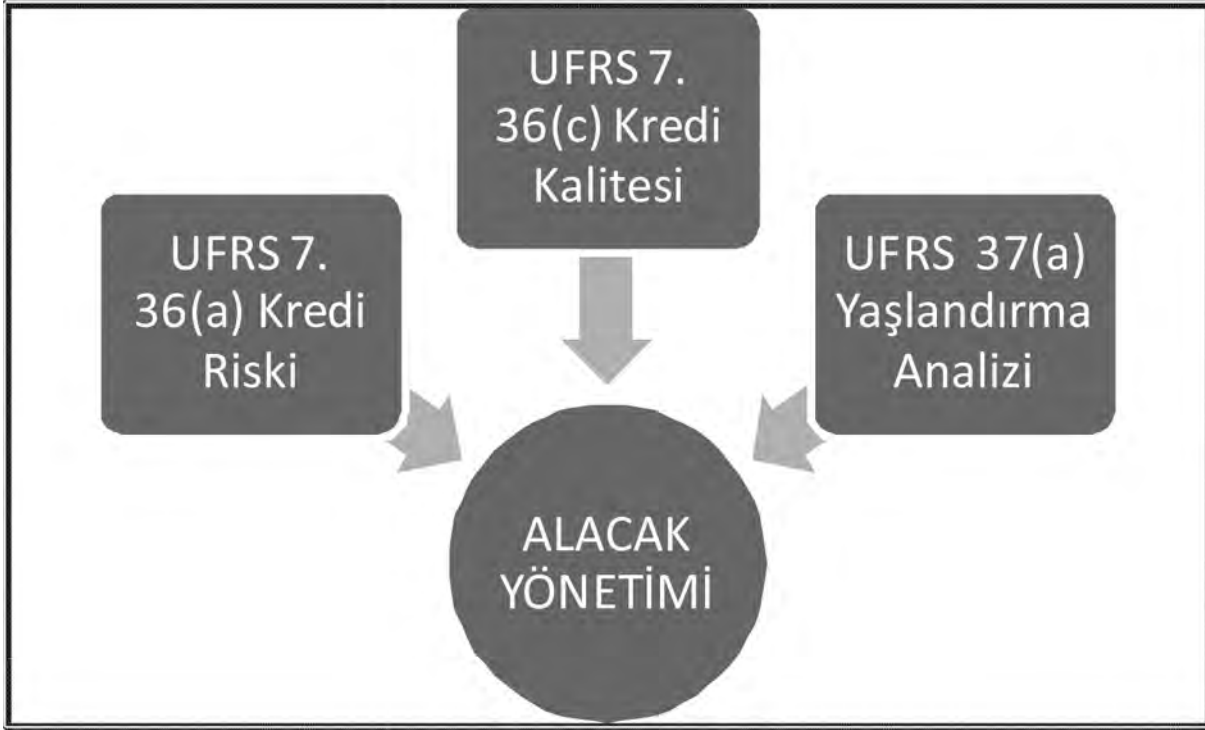 UFRS 7.
36(c) Kredi
Kalitesi
UFRS 7.
36(a) Kredi
Riski
UFRS 37(a)
Yaşlandırma
Analizi
ALACAK
YÖNETİMİ